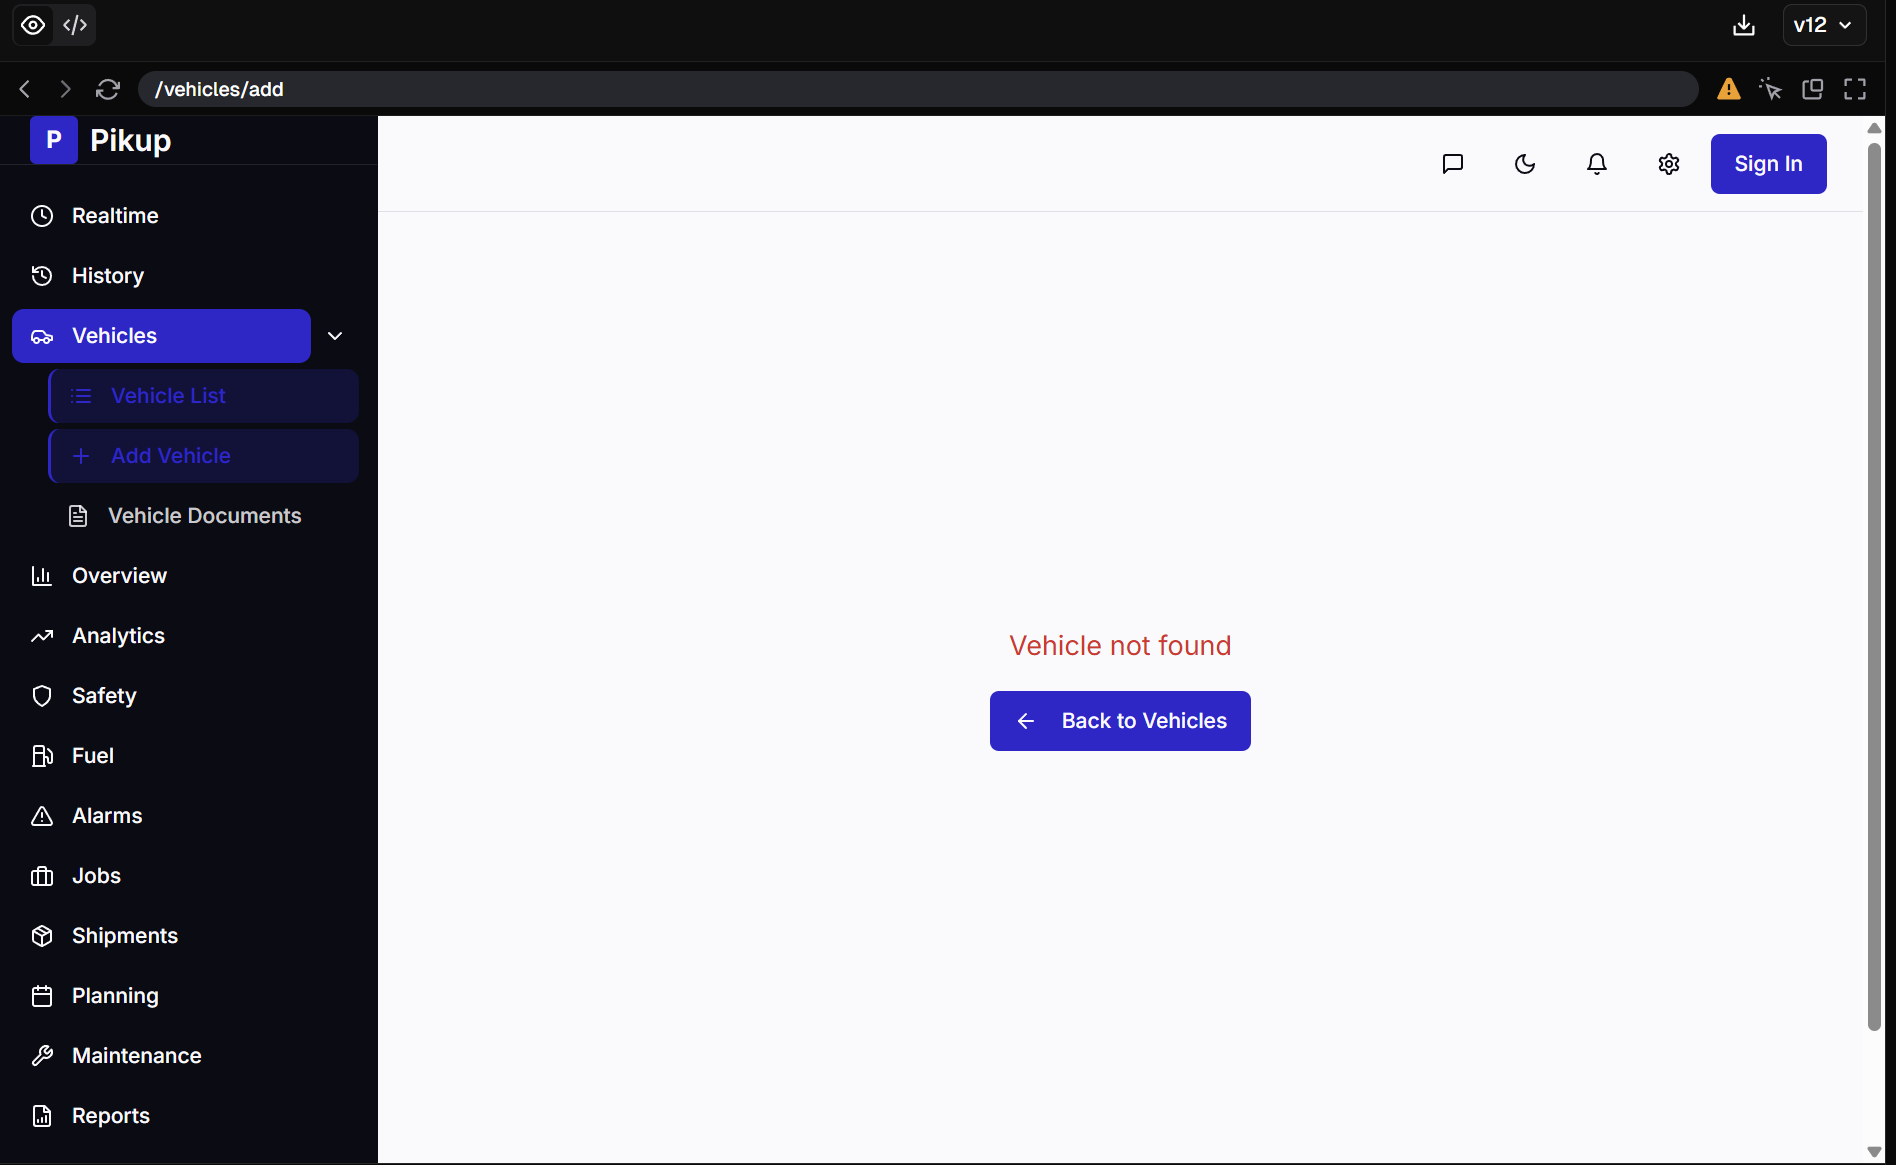 v12
/vehicles/add
P Pikup
Sign In
Realtime
History
Vehicles
Vehicle List
Add Vehicle
Vehicle Documents
Overview
Analytics
Safety
Fuel
Alarms
Jobs
Shipments
Planning
Maintenance
Reports
Vehicle not found
Back to Vehicles